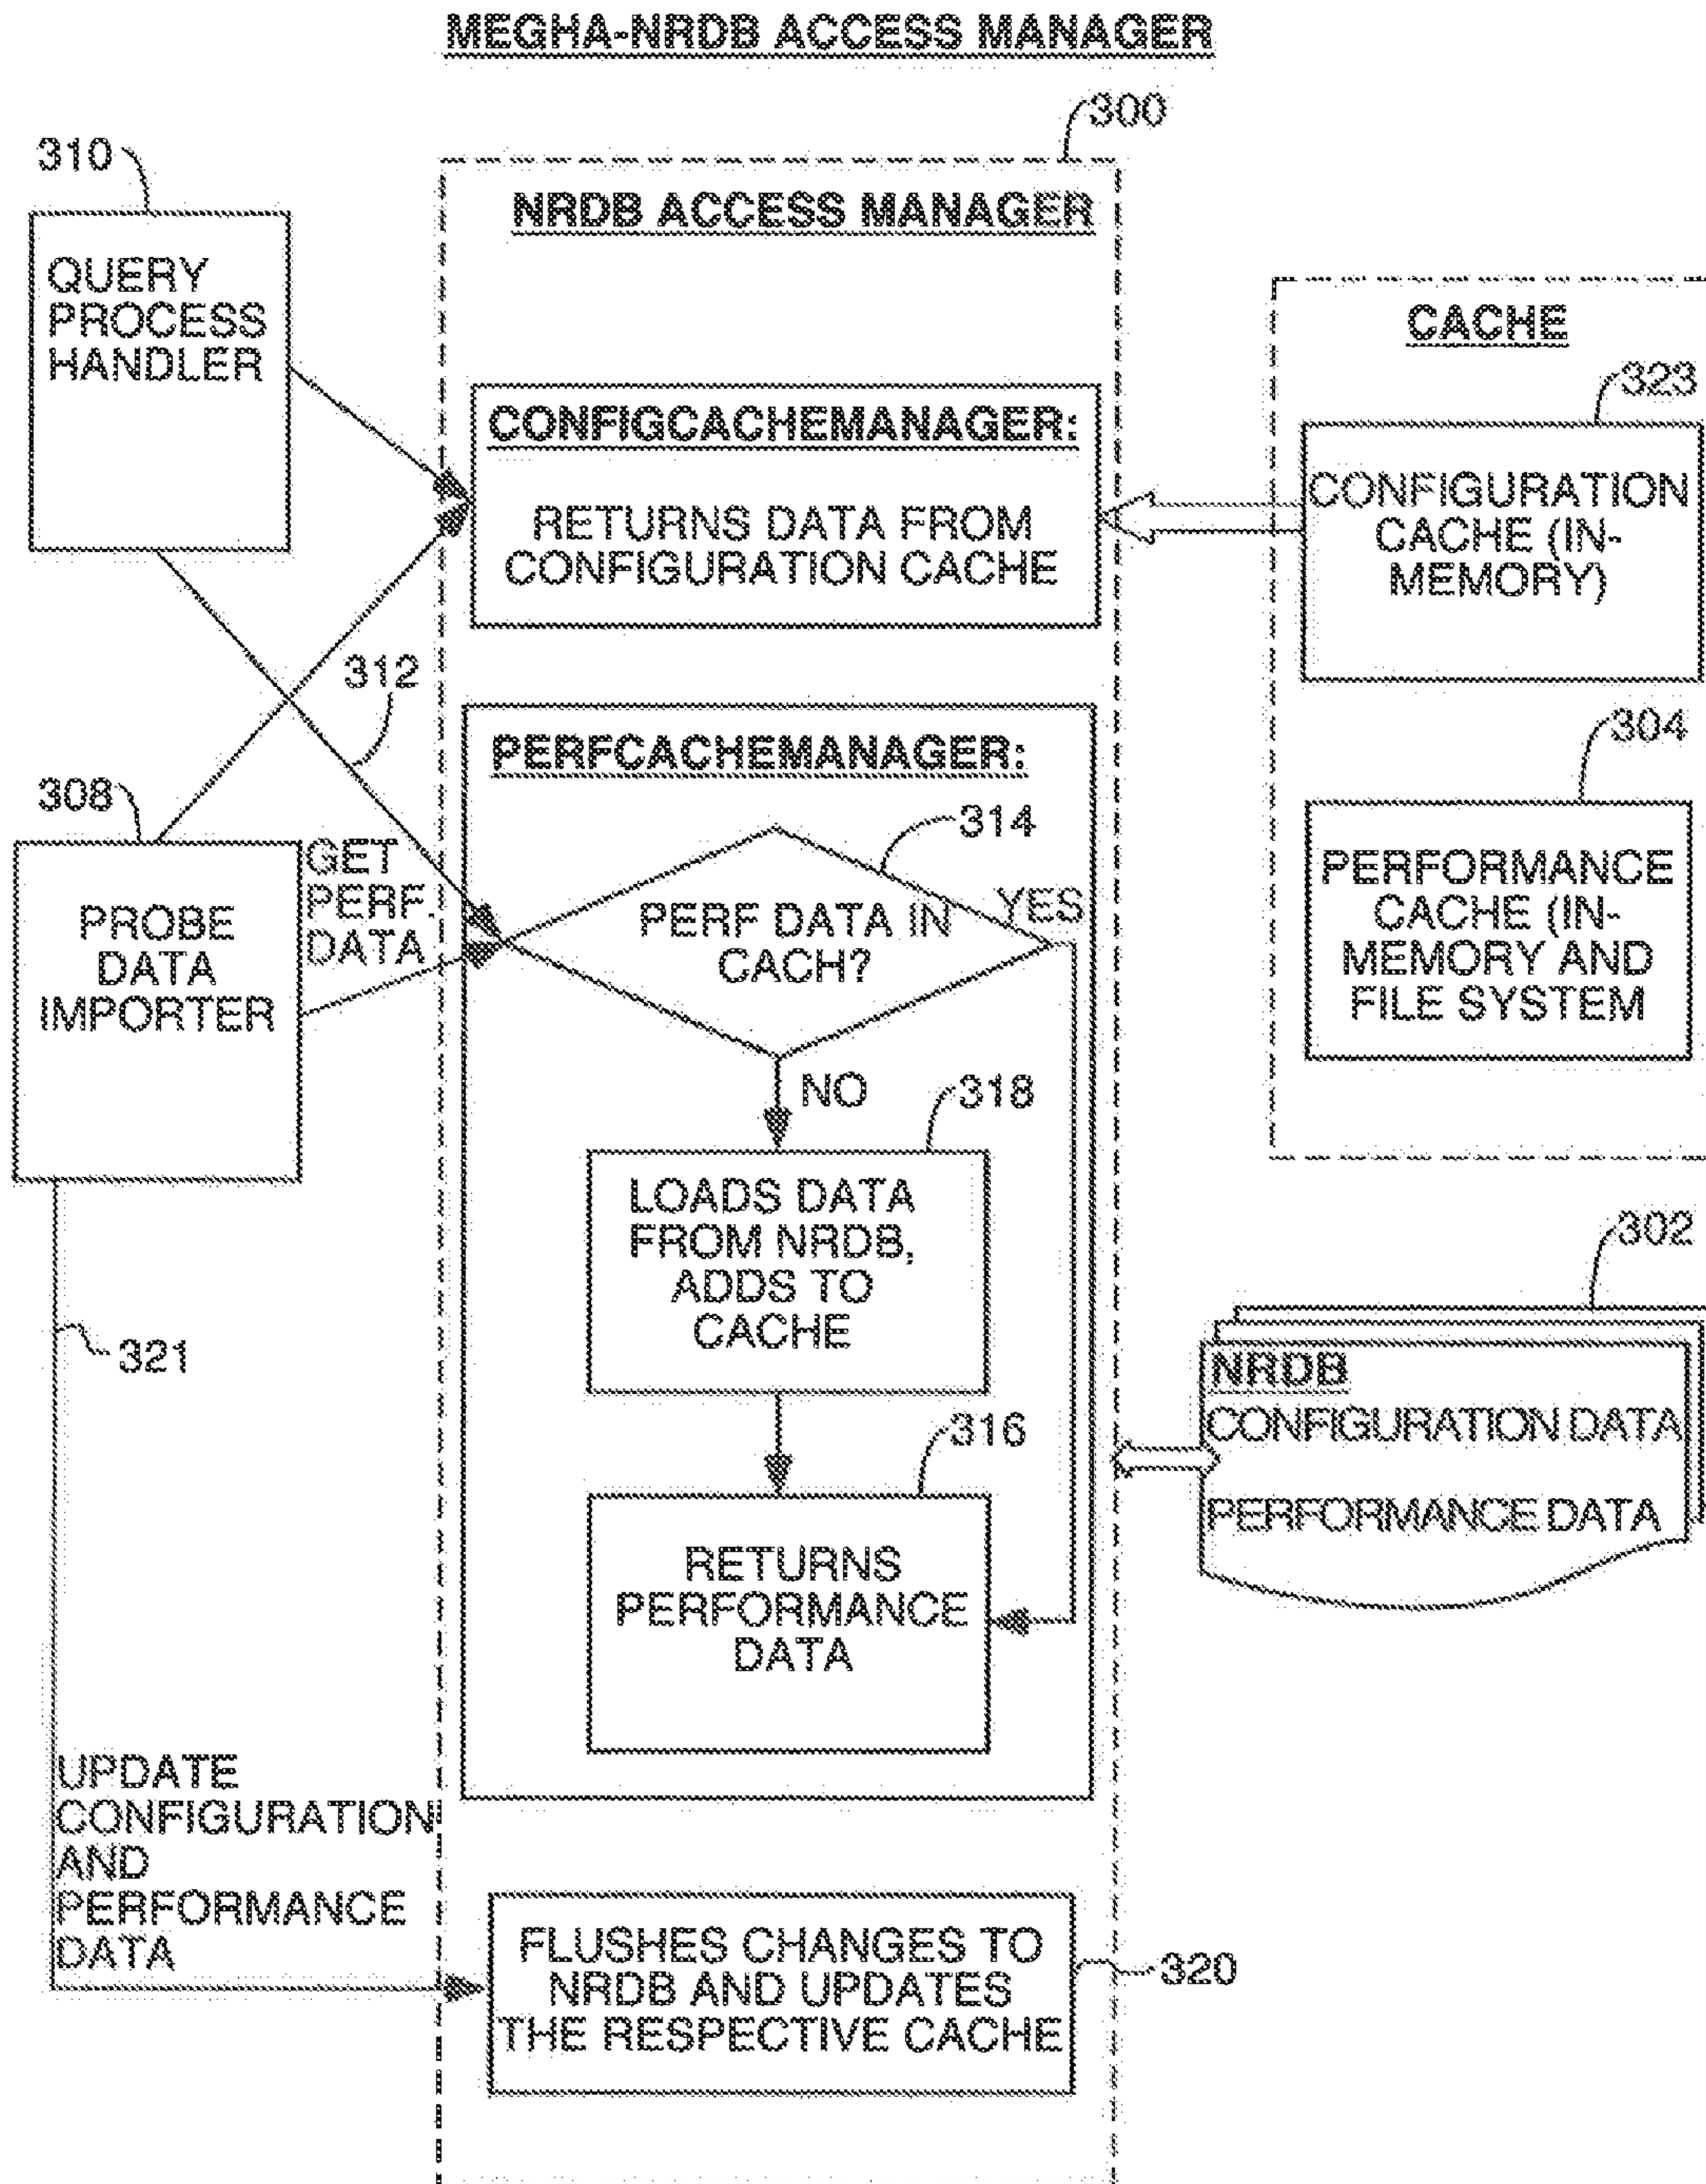 MEGHA-NRDB ACCESS MANAGER
300
310
NRDB ACCESS MANAGER
QUERY
PROCESS
HANDLER
CACHE
323
CONFIGCACHEMANAGER:
RETURNS DATA FROM
CONFIGURATION CACHE
CONFIGURATION
CACHE (IN-
MEMORY)
312
304
PERFCACHEMANAGER:
308
314
GET
PERF.
DATA
PROBE
DATA
IMPORTER
PERF DATA IN
CACH?
YES
PERFORMANCE
CACHE (IN-
MEMORY AND
FILE SYSTEM
NO
318
LOADS DATA
FROM NRDB,
ADDS TO
CACHE
302
321
NRDB
CONFIGURATION DATA
PERFORMANCE DATA
316
RETURNS
PERFORMANCE
DATA
UPDATE
CONFIGURATION
AND
PERFORMANCE
DATA
FLUSHES CHANGES TO
NRDB AND UPDATES
THE RESPECTIVE CACHE
320